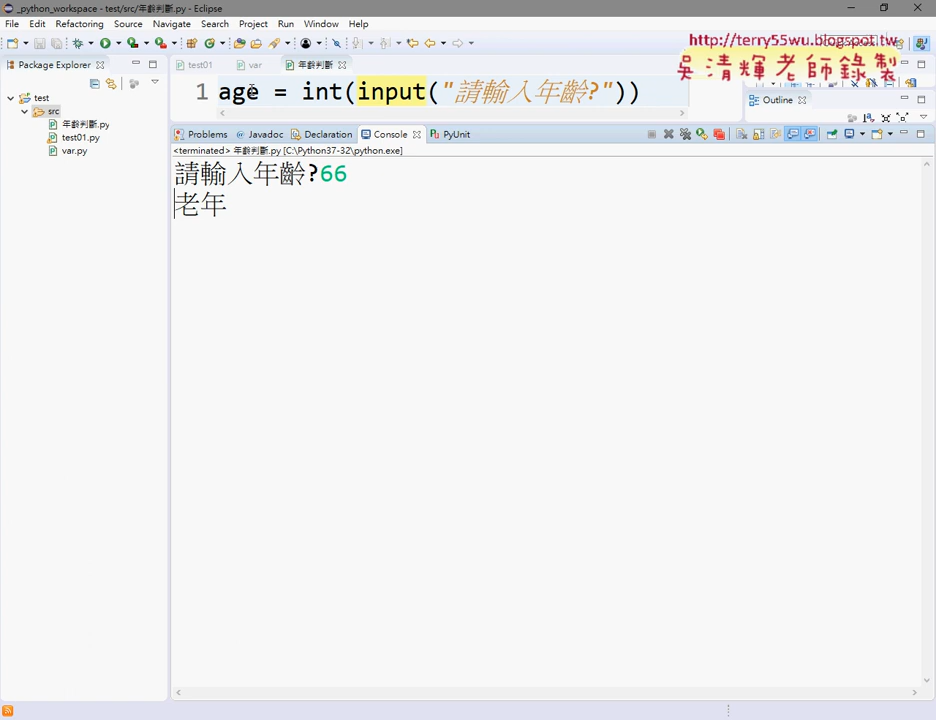 _python_workspace - test/src/年齡判斷.py - Eclipse
File Edit Refactoring Source Navigate Search Project Run Window Help
http://terry55wu.blogspot.tw
吳清輝老師錄製
Package Explorer
test01 var 年齡判斷
1 age = int(input("請輸入年齡?"))
Outline
test
src
年齡判斷.py
test01.py
var.py
Problems @ Javadoc Declaration Console PyUnit
<terminated> 年齡判斷.py [C:\Python37-32\python.exe]
請輸入年齡?66
老年